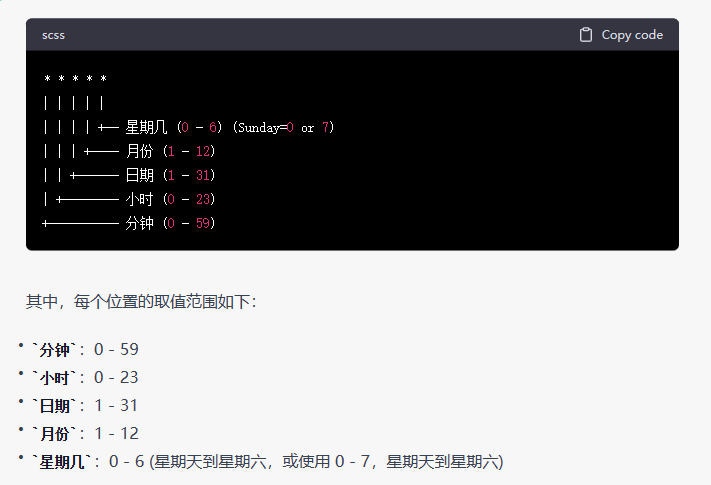 scss
Copy code
* * * * *
| | | | |
| | | | +── 星期几 (0 - 6) (Sunday=0 or 7)
| | | +──── 月份 (1 - 12)
| | +────── 日期 (1 - 31)
| +──────── 小时 (0 - 23)
+────────── 分钟 (0 - 59)
其中，每个位置的取值范围如下：
• `分钟`：0 - 59
• `小时`：0 - 23
• `日期`：1 - 31
• `月份`：1 - 12
• `星期几`：0 - 6 (星期天到星期六，或使用 0 - 7，星期天到星期六)